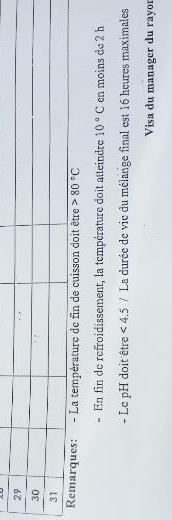 29
30
31
Remarques: - La température de fin de cuisson doit être > 80 °C
- En fin de refroidissement, la température doit atteindre 10 ° C en moins de 2 h
- Le pH doit être < 4,5 / La durée de vie du mélange final est 16 heures maximales
Visa du manager du